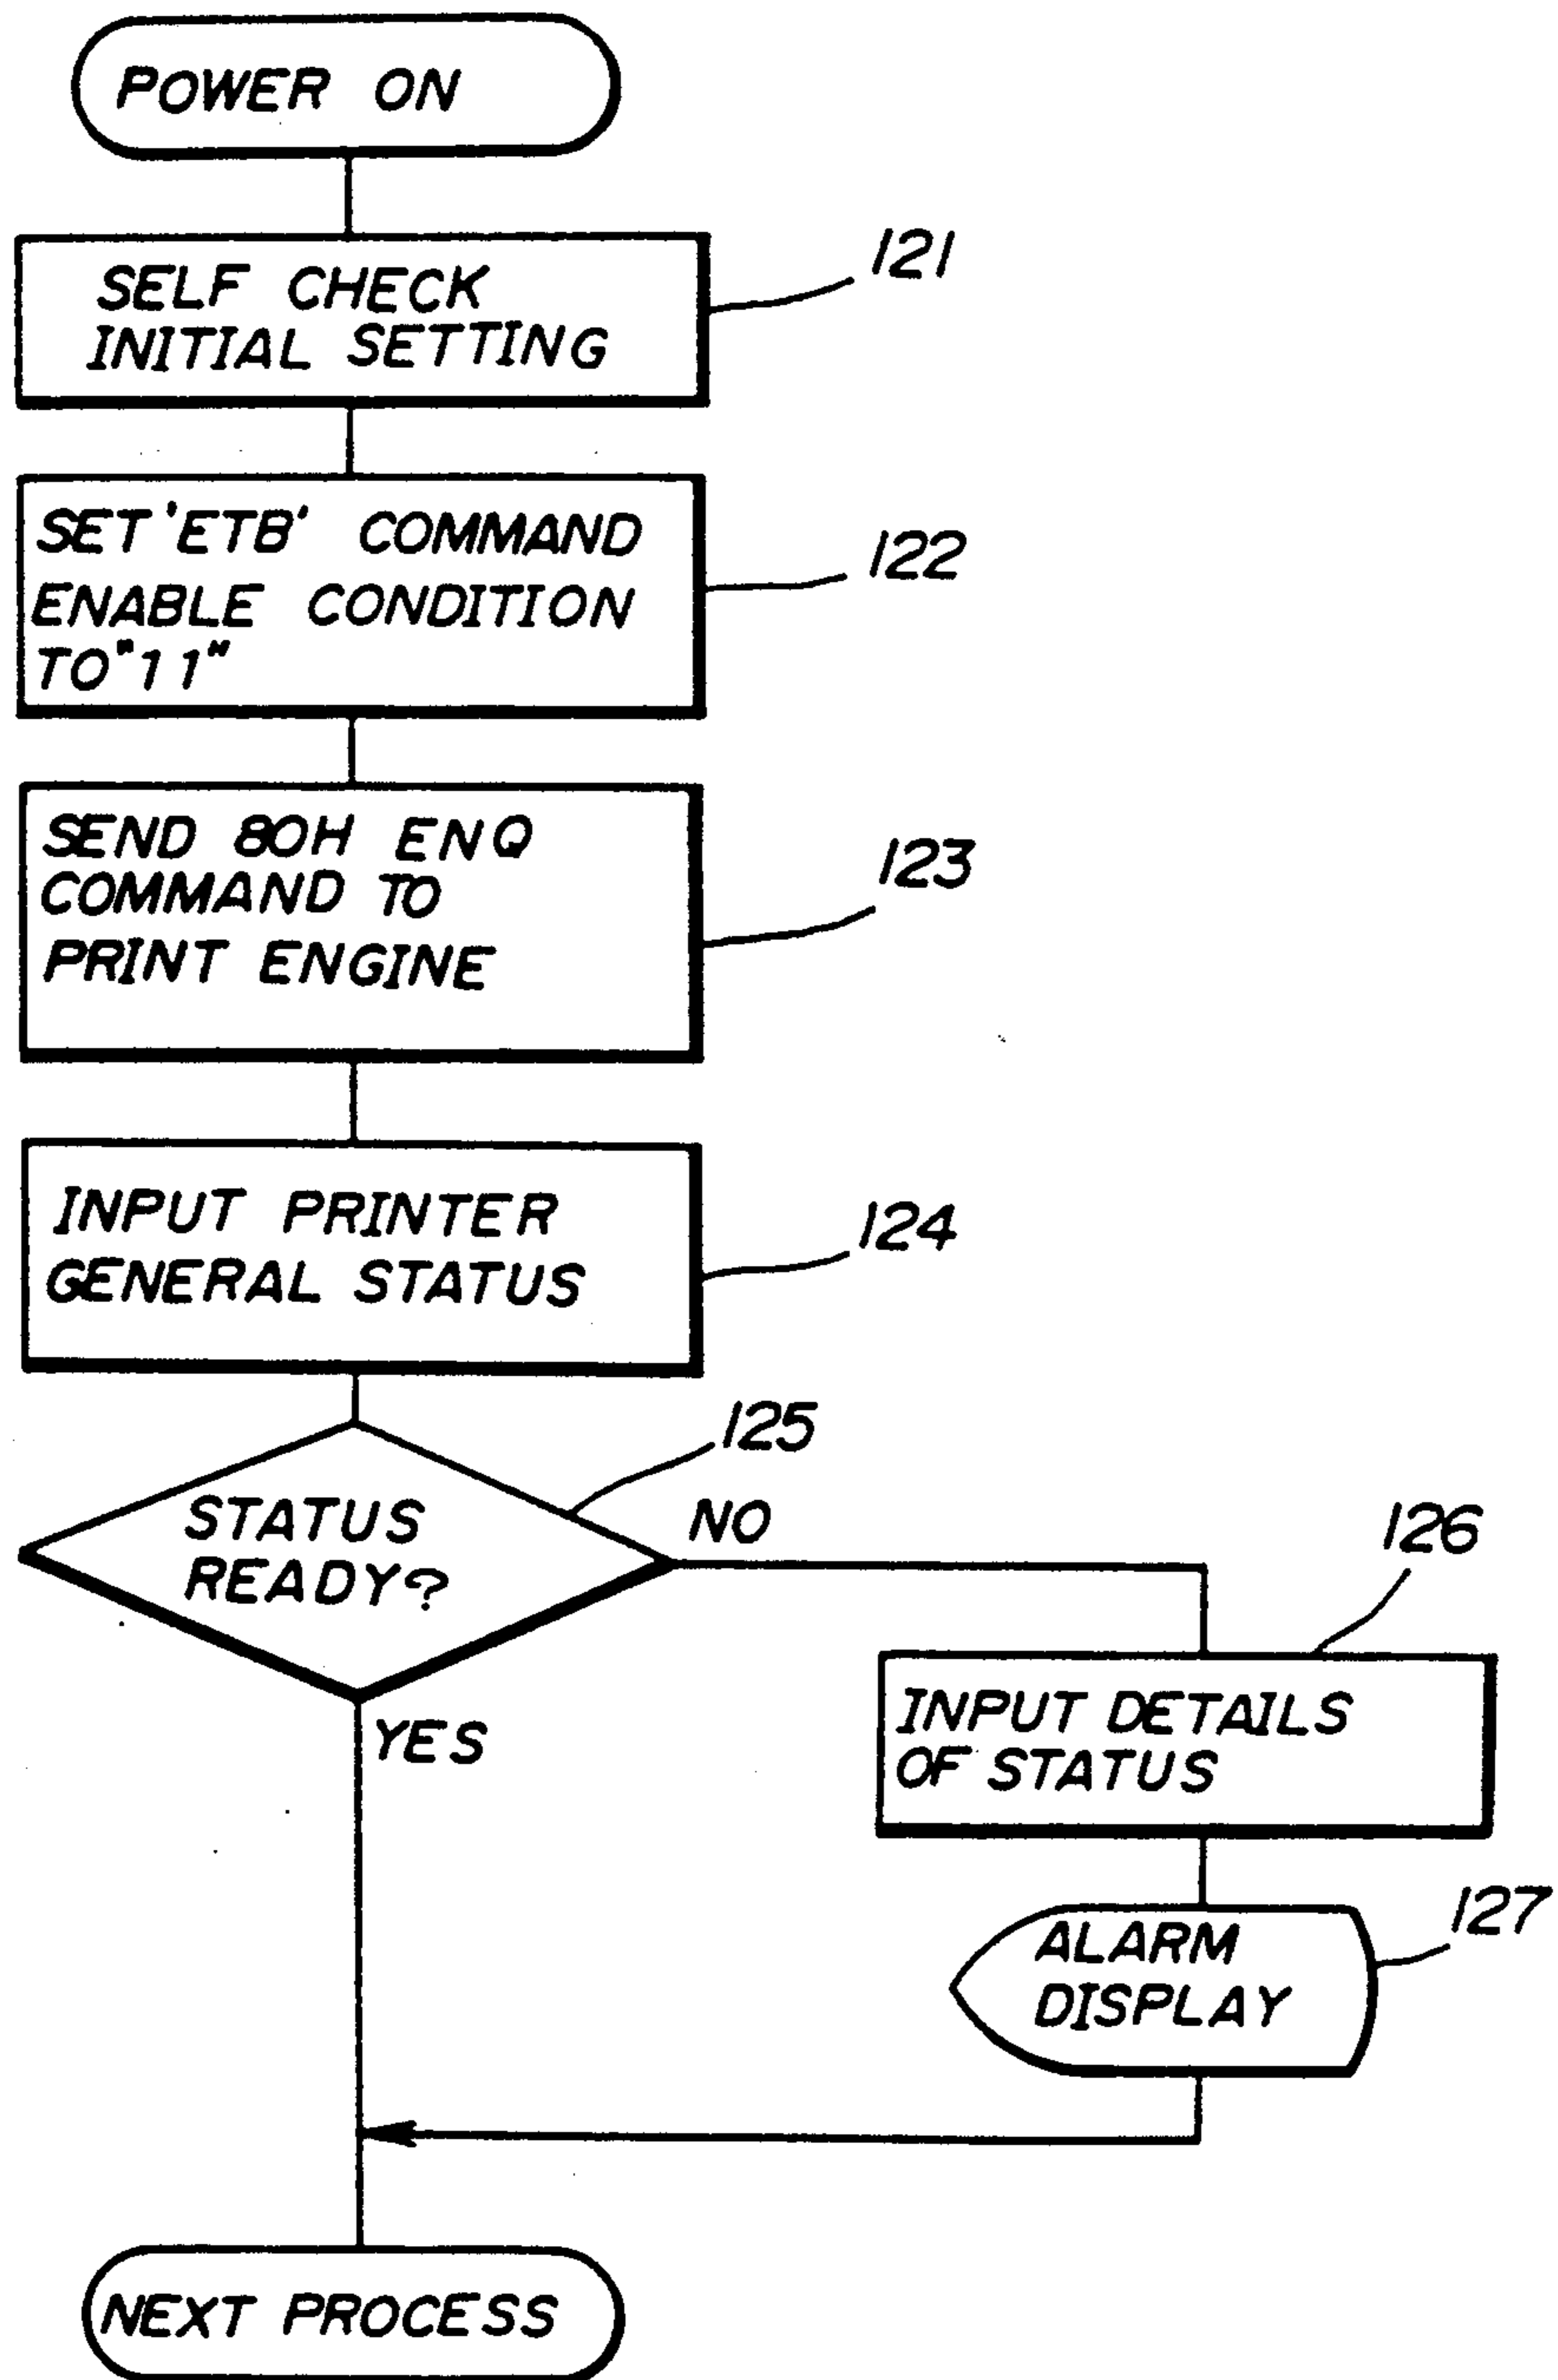 POWER ON
SELF CHECK
INITIAL SETTING
121
SET 'ETB' COMMAND
ENABLE CONDITION
TO "11"
122
SEND 80H ENQ
COMMAND TO
PRINT ENGINE
123
INPUT PRINTER
GENERAL STATUS
124
125
STATUS
READY?
NO
YES
126
INPUT DETAILS
OF STATUS
127
ALARM
DISPLAY
NEXT PROCESS